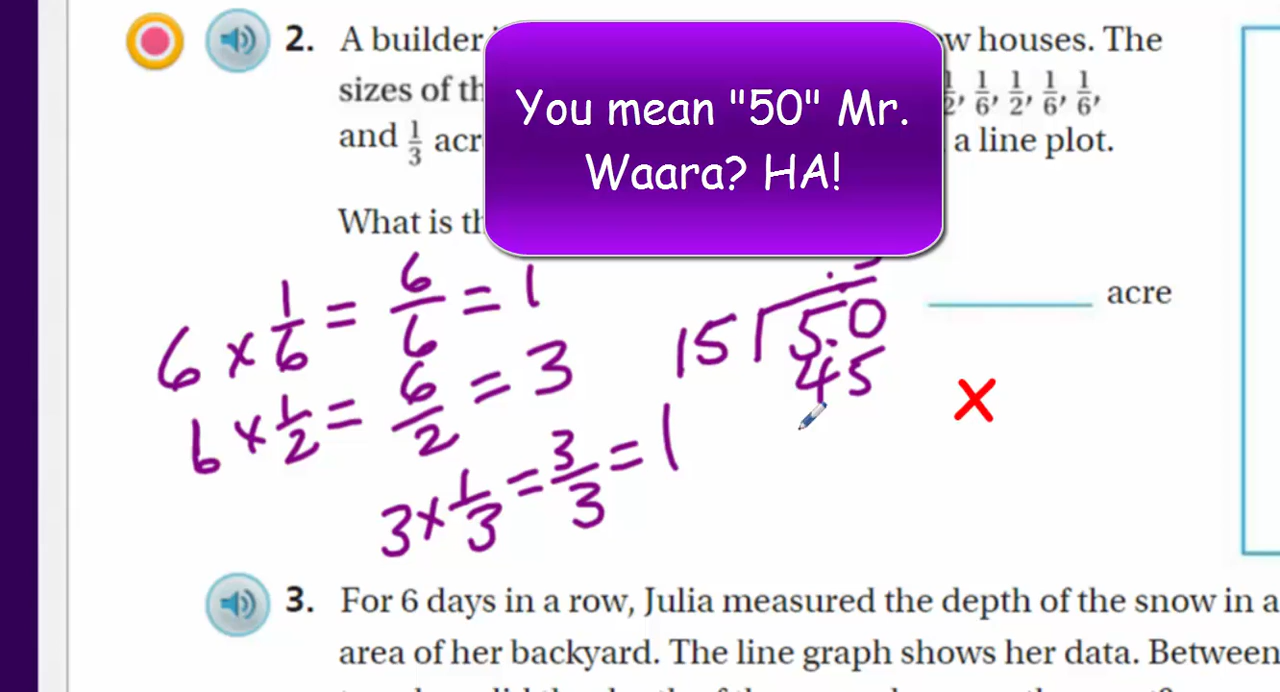 2. A builder w houses. The
sizes of th 1/2, 1/6, 1/2, 1/6, 1/6,
and 1/3 acr a line plot.
You mean "50" Mr.
Waara? HA!
What is th
acre
6 × 1/6 = 6/6 = 1
6 × 1/2 = 6/2 = 3
3 × 1/3 = 3/3 = 1
15 5.0
45
3. For 6 days in a row, Julia measured the depth of the snow in a
area of her backyard. The line graph shows her data. Between